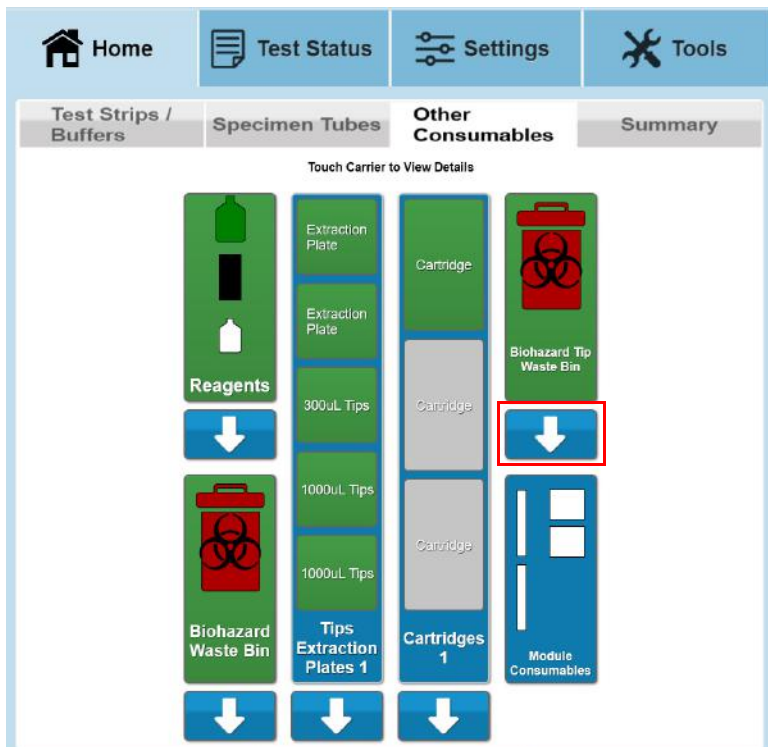 Home
Test Status
Settings
Tools
Test Strips /
Buffers
Specimen Tubes
Other
Consumables
Summary
Touch Carrier to View Details
Reagents
Biohazard
Waste Bin
Extraction
Plate
Extraction
Plate
300uL Tips
1000uL Tips
1000uL Tips
Tips
Extraction
Plates 1
Cartridge
Cartridge
Cartridge
Cartridges
1
Biohazard Tip
Waste Bin
Module
Consumables